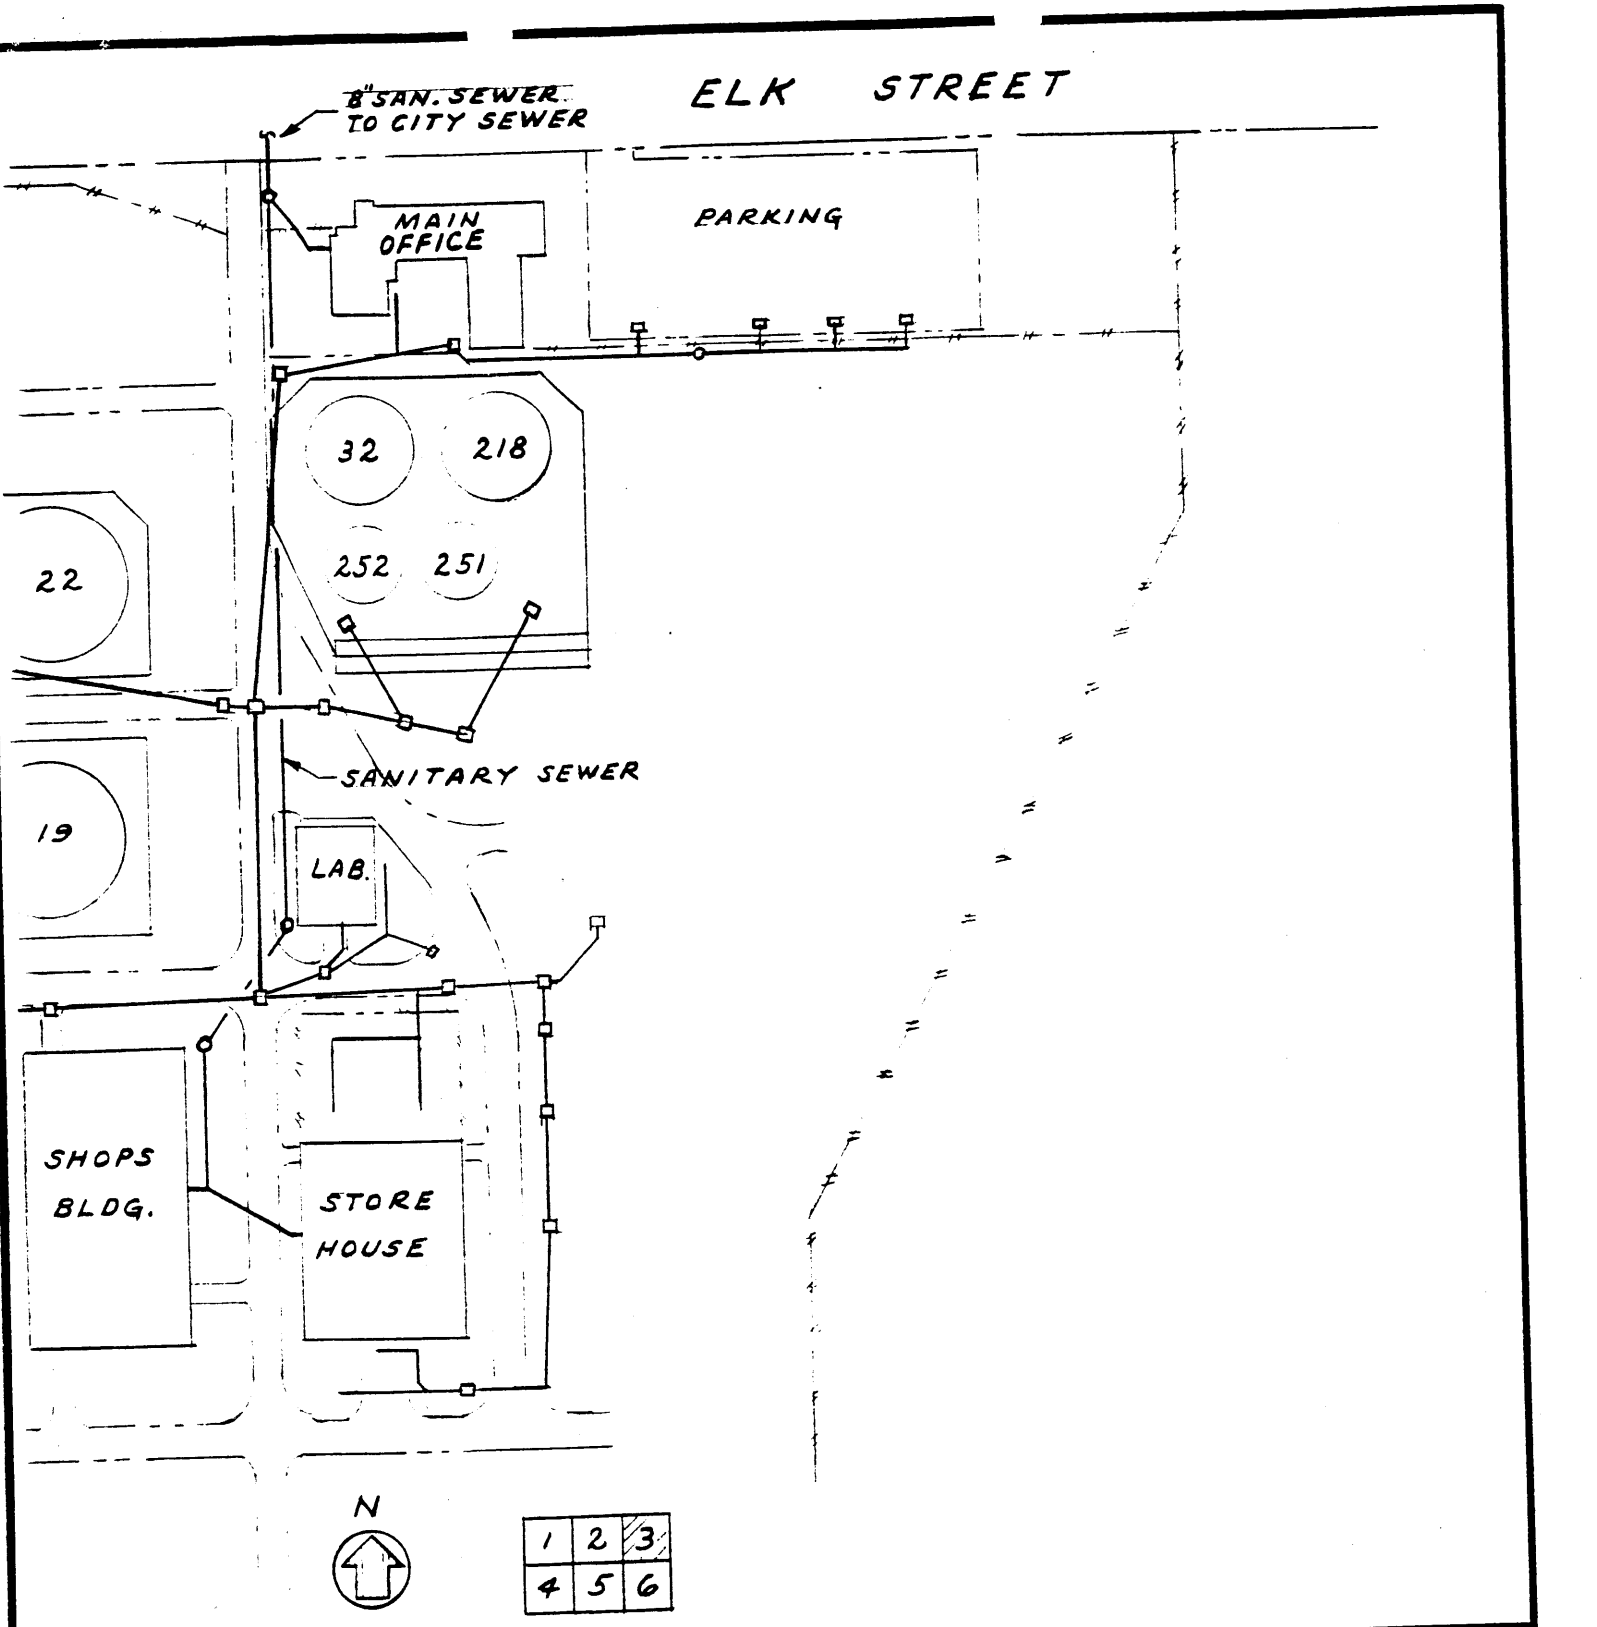 8" SAN. SEWER
TO CITY SEWER
ELK STREET
MAIN
OFFICE
PARKING
32
218
252
251
22
SANITARY SEWER
19
LAB.
SHOPS
BLDG.
STORE
HOUSE
N
1 2 3
4 5 6